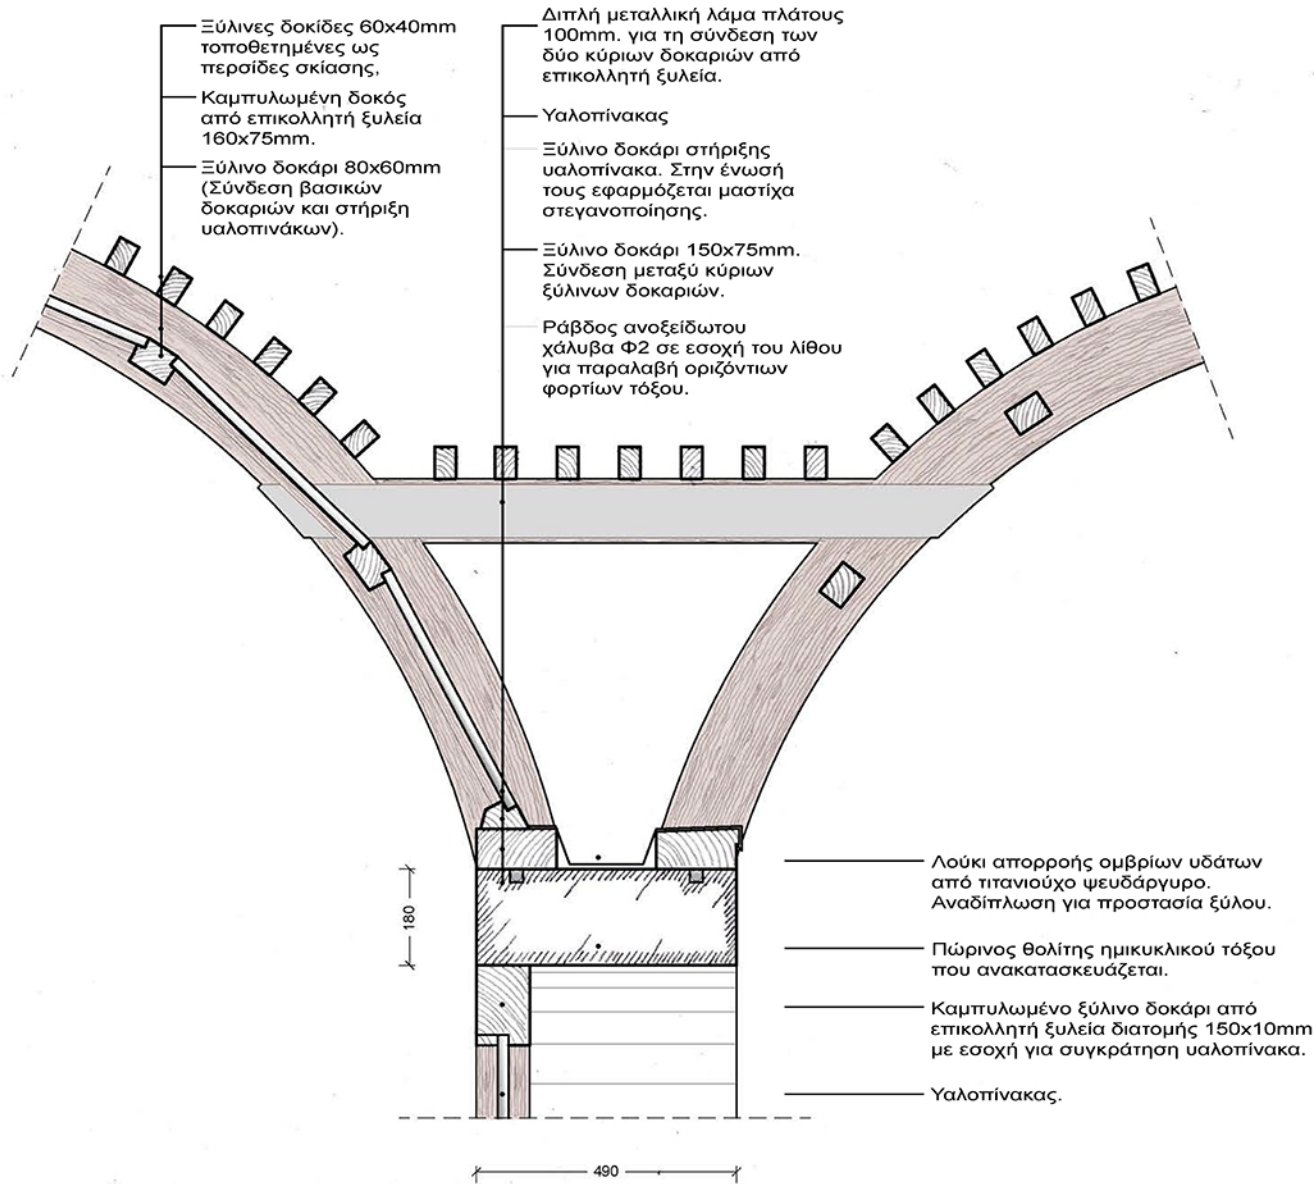 Ξύλινες δοκίδες 60x40mm
τοποθετημένες ως
περσίδες σκίασης,
Καμπυλωμένη δοκός
από επικολλητή ξυλεία
160x75mm.
Ξύλινο δοκάρι 80x60mm
(Σύνδεση βασικών
δοκαριών και στήριξη
υαλοπινάκων).
Διπλή μεταλλική λάμα πλάτους
100mm. για τη σύνδεση των
δύο κύριων δοκαριών από
επικολλητή ξυλεία.
Υαλοπίνακας
Ξύλινο δοκάρι στήριξης
υαλοπίνακα. Στην ένωσή
τους εφαρμόζεται μαστίχα
στεγανοποίησης.
Ξύλινο δοκάρι 150x75mm.
Σύνδεση μεταξύ κύριων
ξύλινων δοκαριών.
Ράβδος ανοξείδωτου
χάλυβα Φ2 σε εσοχή του λίθου
για παραλαβή οριζόντιων
φορτίων τόξου.
Λούκι απορροής ομβρίων υδάτων
από τιτανιούχο ψευδάργυρο.
Αναδίπλωση για προστασία ξύλου.
Πώρινος θολίτης ημικυκλικού τόξου
που ανακατασκευάζεται.
Καμπυλωμένο ξύλινο δοκάρι από
επικολλητή ξυλεία διατομής 150x10mm
με εσοχή για συγκράτηση υαλοπίνακα.
Υαλοπίνακας.
180
490